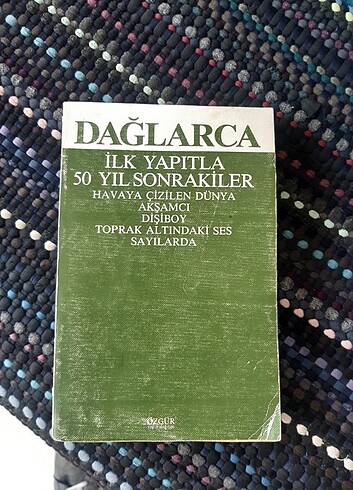 DAĞLARCA
İLK YAPITLA
50 YIL SONRAKİLER
HAVAYA ÇİZİLEN DÜNYA
AKŞAMCI
DİŞİBOY
TOPRAK ALTINDAKİ SES
SAYILARDA
ÖZGÜR